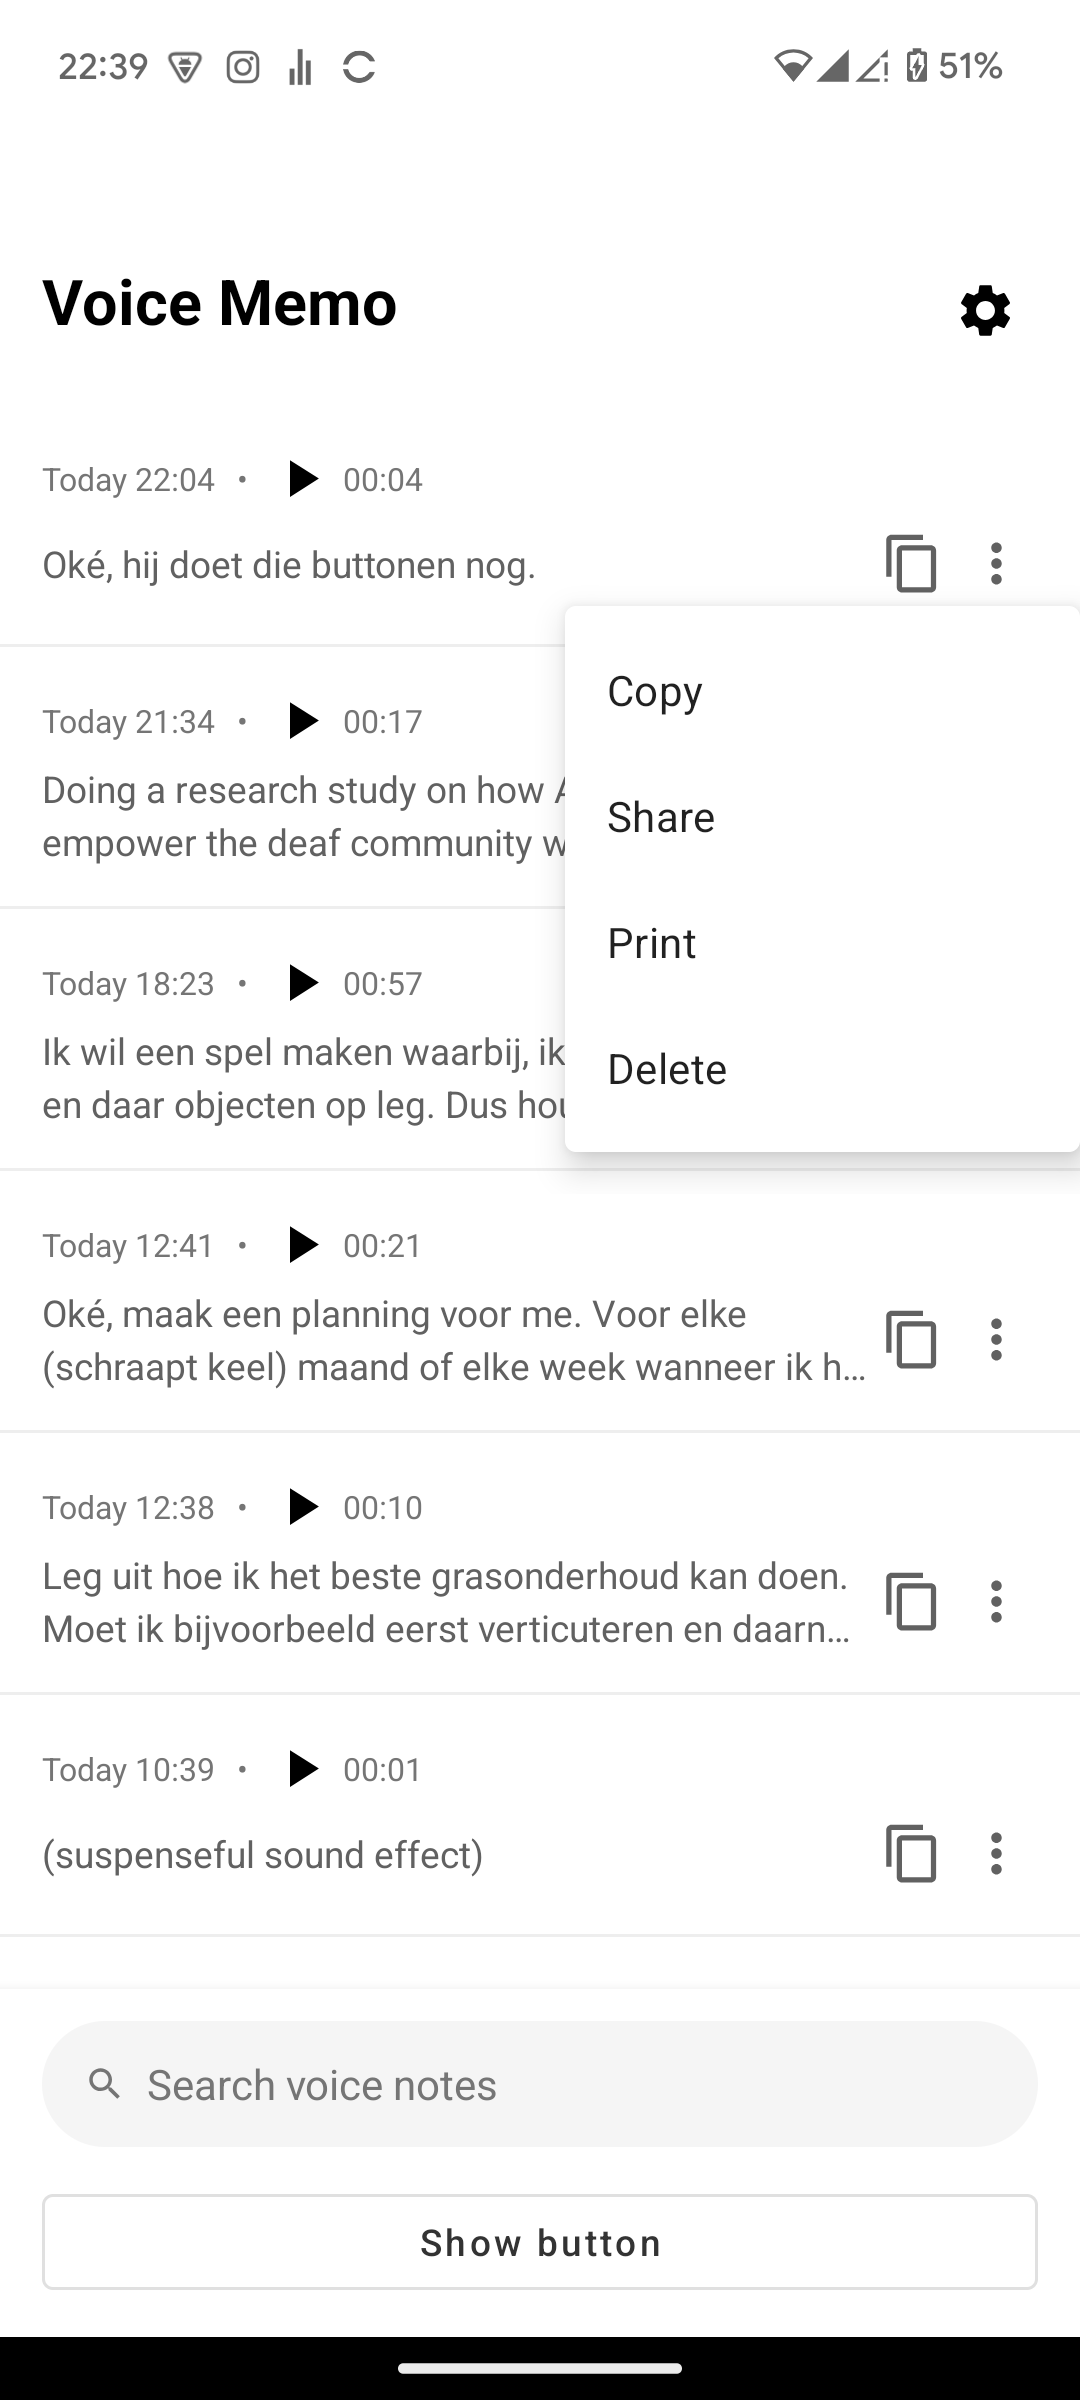 22:39 51%
Voice Memo
Today 22:04 • 00:04
Oké, hij doet die buttonen nog.
Copy
Share
Print
Delete
Today 21:34 • 00:17
Doing a research study on how
empower the deaf community
Today 18:23 • 00:57
Ik wil een spel maken waarbij, ik
en daar objecten op leg. Dus
Today 12:41 • 00:21
Oké, maak een planning voor me. Voor elke
(schraapt keel) maand of elke week wanneer ik h…
Today 12:38 • 00:10
Leg uit hoe ik het beste grasonderhoud kan doen.
Moet ik bijvoorbeeld eerst verticuteren en daarn…
Today 10:39 • 00:01
(suspenseful sound effect)
Search voice notes
Show button